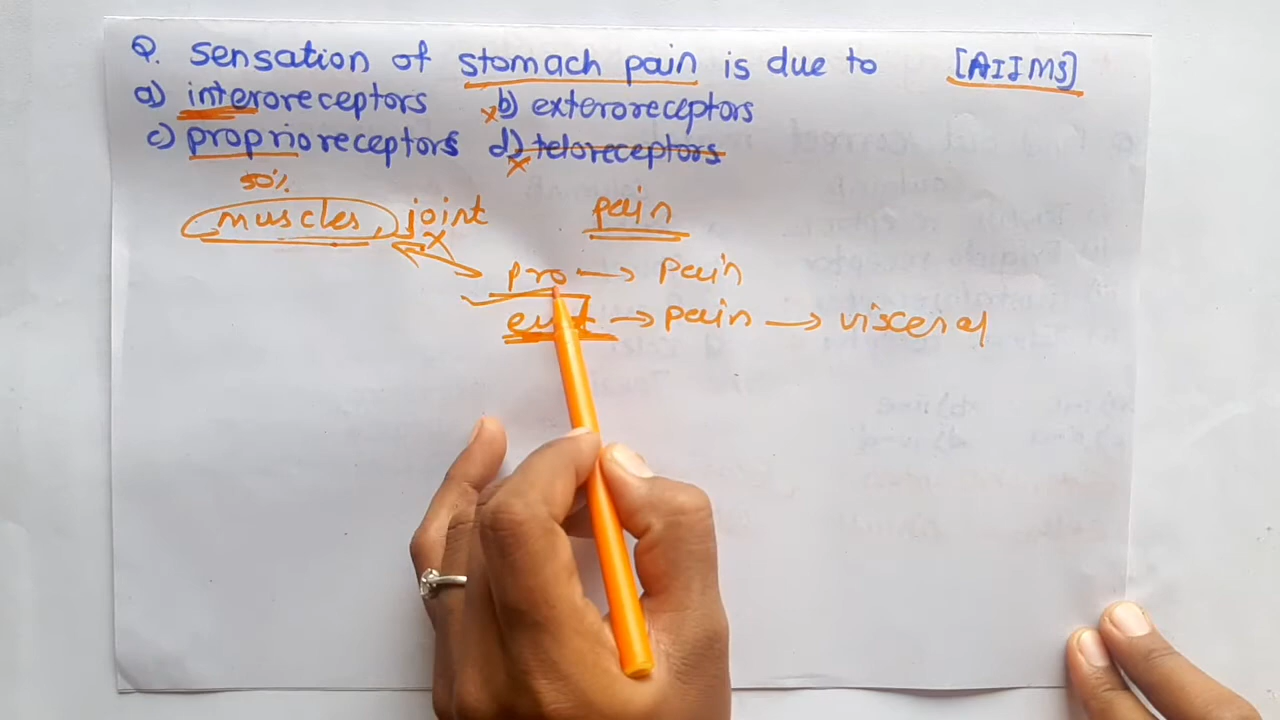 Q. sensation of stomach pain is due to [AIIMS]
a) interoreceptors b) exteroreceptors
c) proprioreceptors d) teloreceptors
50%
muscles, joint pain
pro → pain
→ pain → visceral